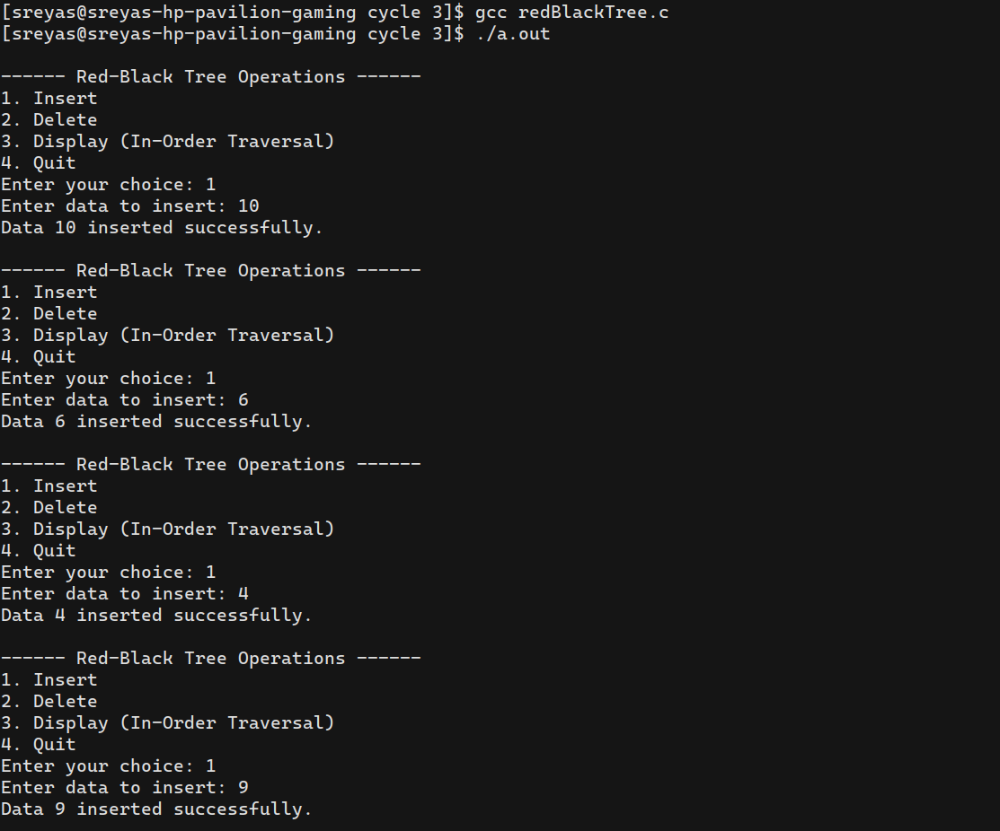 [sreyas@sreyas-hp-pavilion-gaming cycle 3]$ gcc redBlackTree.c
[sreyas@sreyas-hp-pavilion-gaming cycle 3]$ ./a.out

------ Red-Black Tree Operations ------
1. Insert
2. Delete
3. Display (In-Order Traversal)
4. Quit
Enter your choice: 1
Enter data to insert: 10
Data 10 inserted successfully.

------ Red-Black Tree Operations ------
1. Insert
2. Delete
3. Display (In-Order Traversal)
4. Quit
Enter your choice: 1
Enter data to insert: 6
Data 6 inserted successfully.

------ Red-Black Tree Operations ------
1. Insert
2. Delete
3. Display (In-Order Traversal)
4. Quit
Enter your choice: 1
Enter data to insert: 4
Data 4 inserted successfully.

------ Red-Black Tree Operations ------
1. Insert
2. Delete
3. Display (In-Order Traversal)
4. Quit
Enter your choice: 1
Enter data to insert: 9
Data 9 inserted successfully.